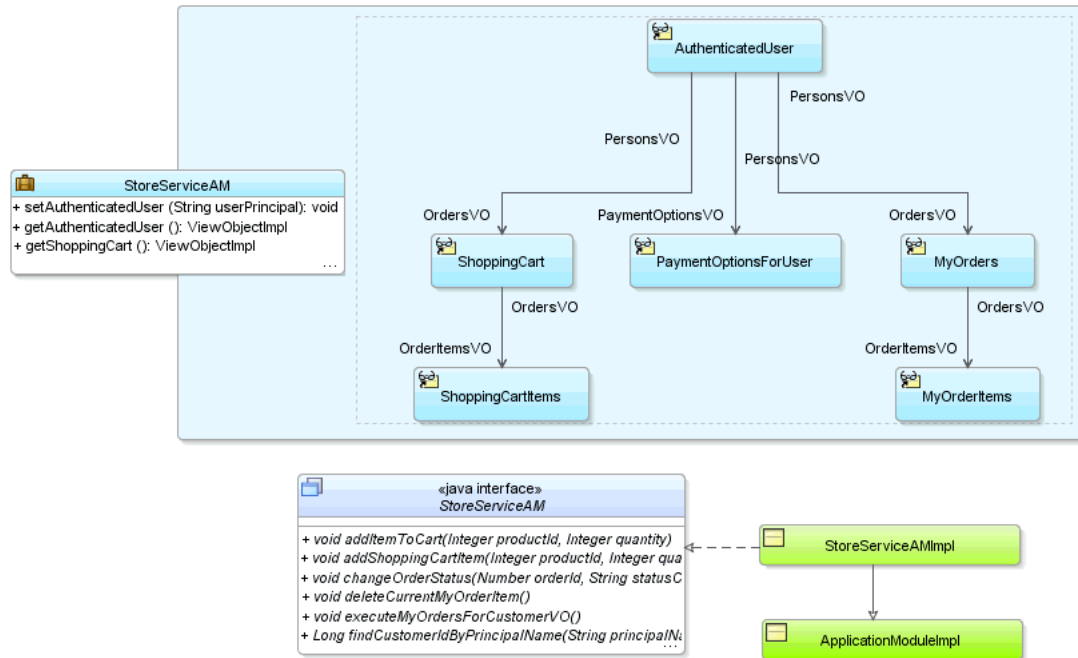 AuthenticatedUser
PersonsVO
PersonsVO
PersonsVO
StoreServiceAM
+ setAuthenticatedUser (String userPrincipal): void
+ getAuthenticatedUser (): ViewObjectImpl
+ getShoppingCart (): ViewObjectImpl
...
OrdersVO
PaymentOptionsVO
OrdersVO
ShoppingCart
PaymentOptionsForUser
MyOrders
OrdersVO
OrdersVO
OrderItemsVO
OrderItemsVO
ShoppingCartItems
MyOrderItems
«java interface»
StoreServiceAM
+ void addItemToCart(Integer productId, Integer quantity)
+ void addShoppingCartItem(Integer productId, Integer qua
+ void changeOrderStatus(Number orderId, String statusC
+ void deleteCurrentMyOrderItem()
+ void executeMyOrdersForCustomerVO()
+ Long findCustomerIdByPrincipalName(String principalNa
...
StoreServiceAMImpl
ApplicationModuleImpl